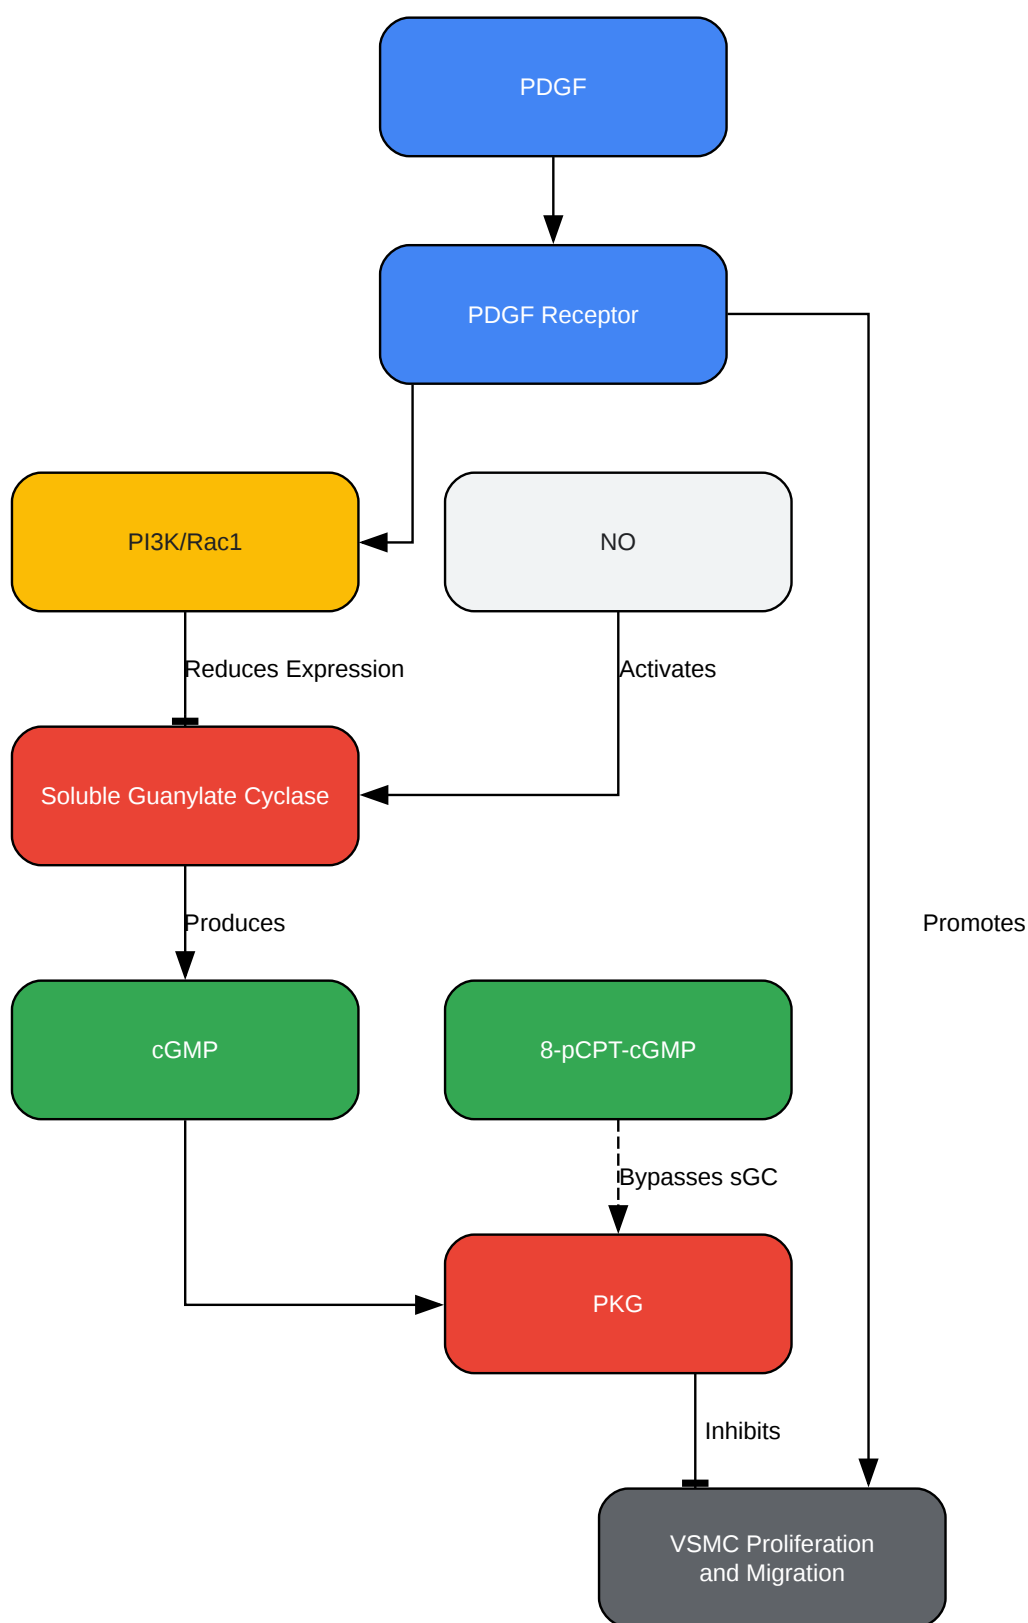 PDGF
PDGF Receptor
PI3K/Rac1
NO
Reduces Expression
Activates
Soluble Guanylate Cyclase
Produces
Promotes
cGMP
8-pCPT-cGMP
Bypasses sGC
PKG
Inhibits
VSMC Proliferation
and Migration